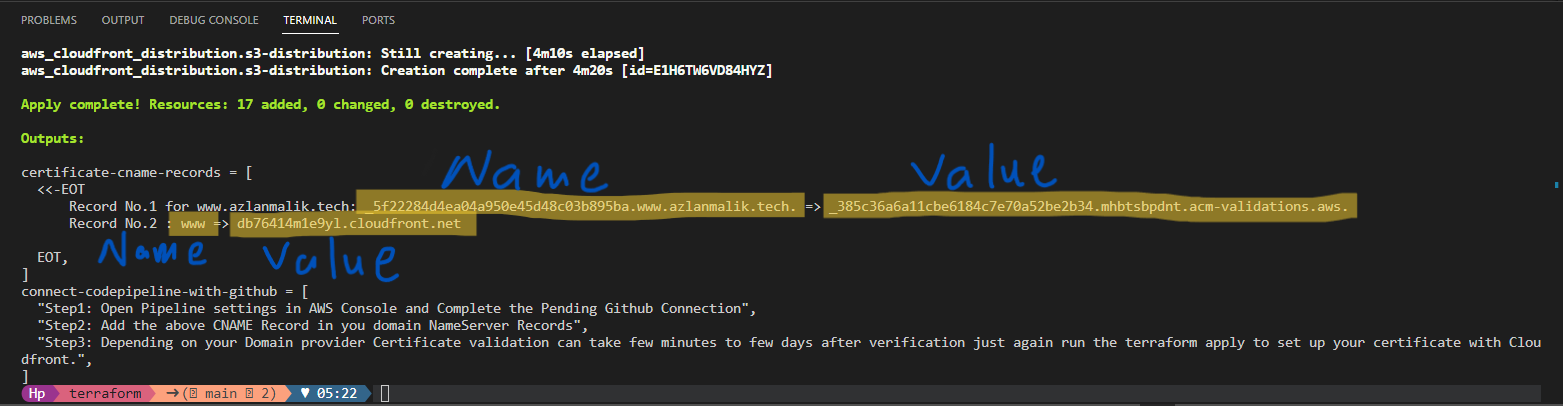 PROBLEMS OUTPUT DEBUG CONSOLE TERMINAL PORTS
aws_cloudfront_distribution.s3-distribution: Still creating... [4m10s elapsed]
aws_cloudfront_distribution.s3-distribution: Creation complete after 4m20s [id=E1H6TW6VD84HYZ]
Apply complete! Resources: 17 added, 0 changed, 0 destroyed.
Outputs:
certificate-cname-records = [
<<-EOT
Name Value
Record No.1 for www.azlanmalik.tech: _5f22284d4ea04a950e45d48c03b895ba.www.azlanmalik.tech. => _385c36a6a11cbe6184c7e70a52be2b34.mhbtsbpdnt.acm-validations.aws.
Record No.2 : www => db76414m1e9yl.cloudfront.net
Name Value
EOT,
]
connect-codepipeline-with-github = [
"Step1: Open Pipeline settings in AWS Console and Complete the Pending Github Connection",
"Step2: Add the above CNAME Record in you domain NameServer Records",
"Step3: Depending on your Domain provider Certificate validation can take few minutes to few days after verification just again run the terraform apply to set up your certificate with Clou
dfront.",
]
Hp terraform →( main 2) ♥ 05:22